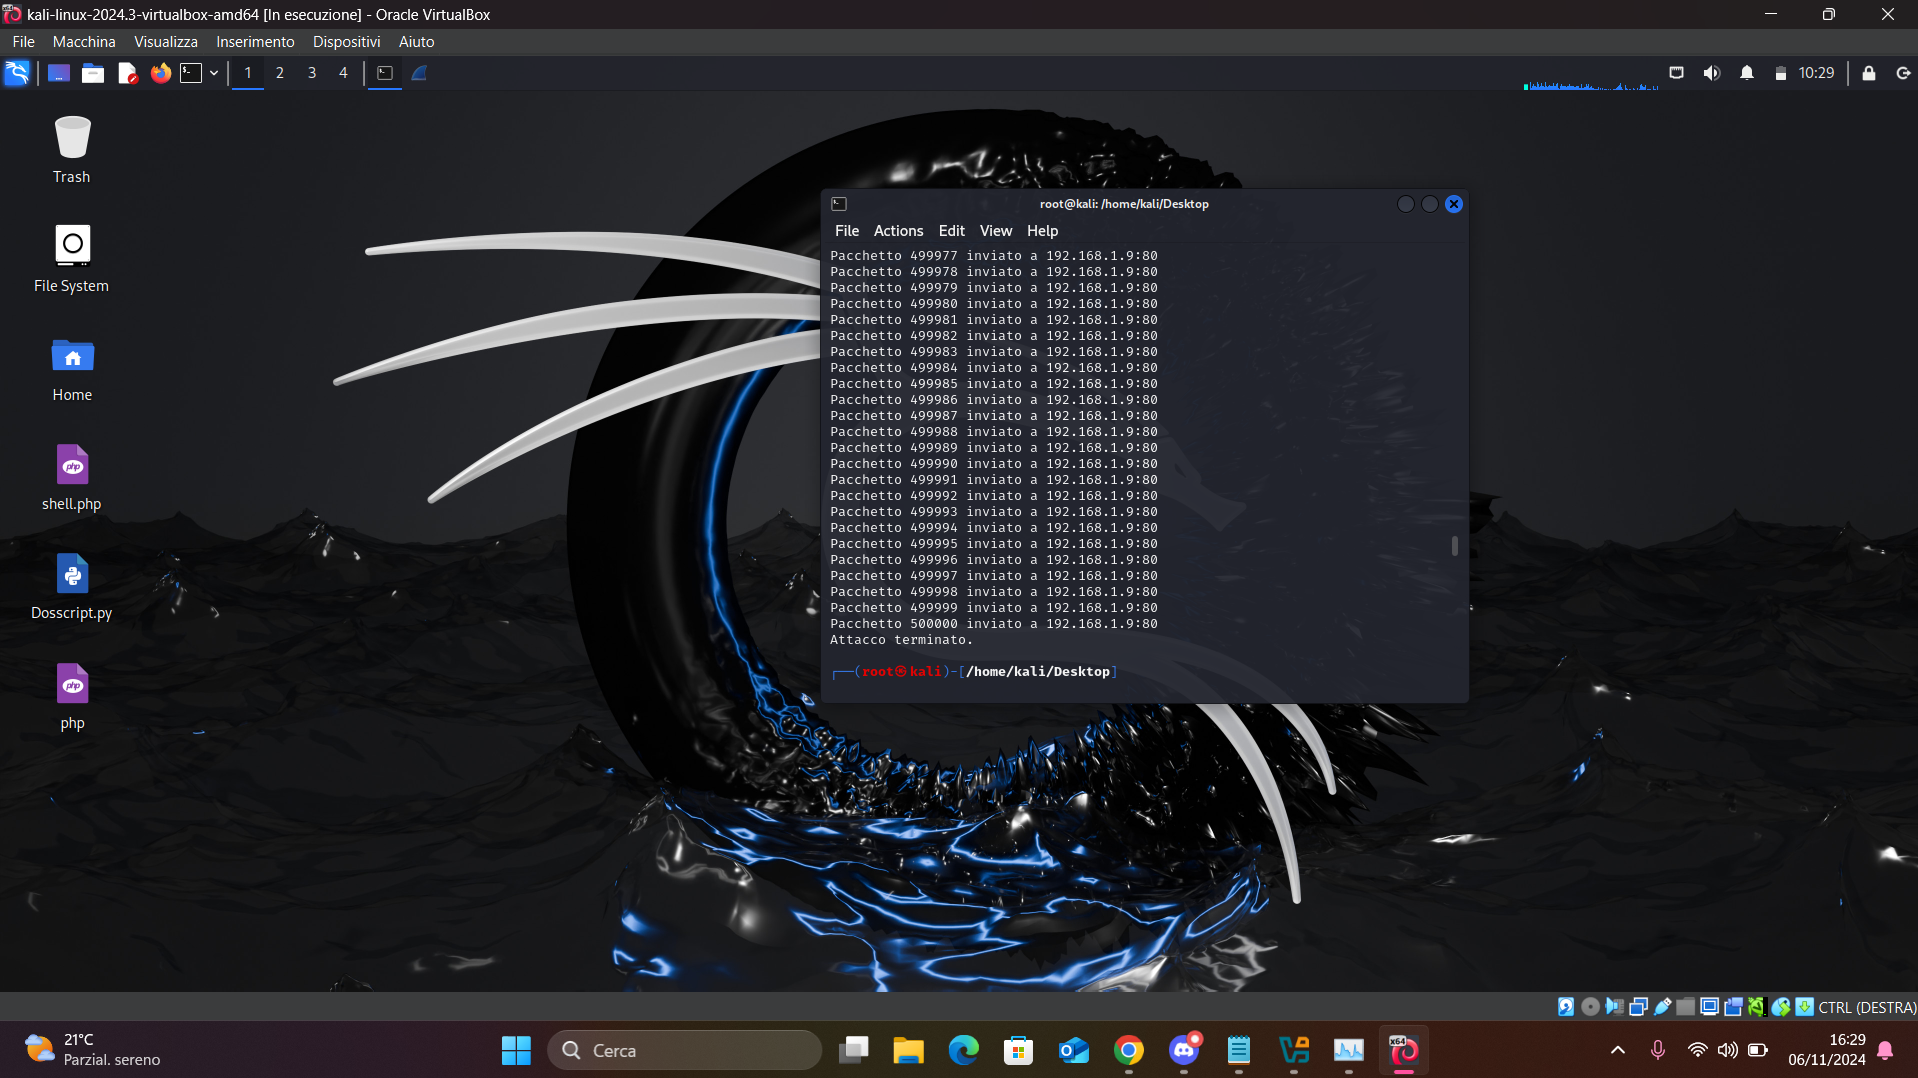 kali-linux-2024.3-virtualbox-amd64 [In esecuzione] - Oracle VirtualBox
File Macchina Visualizza Inserimento Dispositivi Aiuto
1 2 3 4
10:29
Trash
File System
Home
php
shell.php
Dosscript.py
php
php
root@kali: /home/kali/Desktop
File Actions Edit View Help
Pacchetto 499977 inviato a 192.168.1.9:80
Pacchetto 499978 inviato a 192.168.1.9:80
Pacchetto 499979 inviato a 192.168.1.9:80
Pacchetto 499980 inviato a 192.168.1.9:80
Pacchetto 499981 inviato a 192.168.1.9:80
Pacchetto 499982 inviato a 192.168.1.9:80
Pacchetto 499983 inviato a 192.168.1.9:80
Pacchetto 499984 inviato a 192.168.1.9:80
Pacchetto 499985 inviato a 192.168.1.9:80
Pacchetto 499986 inviato a 192.168.1.9:80
Pacchetto 499987 inviato a 192.168.1.9:80
Pacchetto 499988 inviato a 192.168.1.9:80
Pacchetto 499989 inviato a 192.168.1.9:80
Pacchetto 499990 inviato a 192.168.1.9:80
Pacchetto 499991 inviato a 192.168.1.9:80
Pacchetto 499992 inviato a 192.168.1.9:80
Pacchetto 499993 inviato a 192.168.1.9:80
Pacchetto 499994 inviato a 192.168.1.9:80
Pacchetto 499995 inviato a 192.168.1.9:80
Pacchetto 499996 inviato a 192.168.1.9:80
Pacchetto 499997 inviato a 192.168.1.9:80
Pacchetto 499998 inviato a 192.168.1.9:80
Pacchetto 499999 inviato a 192.168.1.9:80
Pacchetto 500000 inviato a 192.168.1.9:80
Attacco terminato.
┌──(root㉿kali)-[/home/kali/Desktop]
CTRL (DESTRA)
21°C
Parzial. sereno
Cerca
x64
16:29
06/11/2024